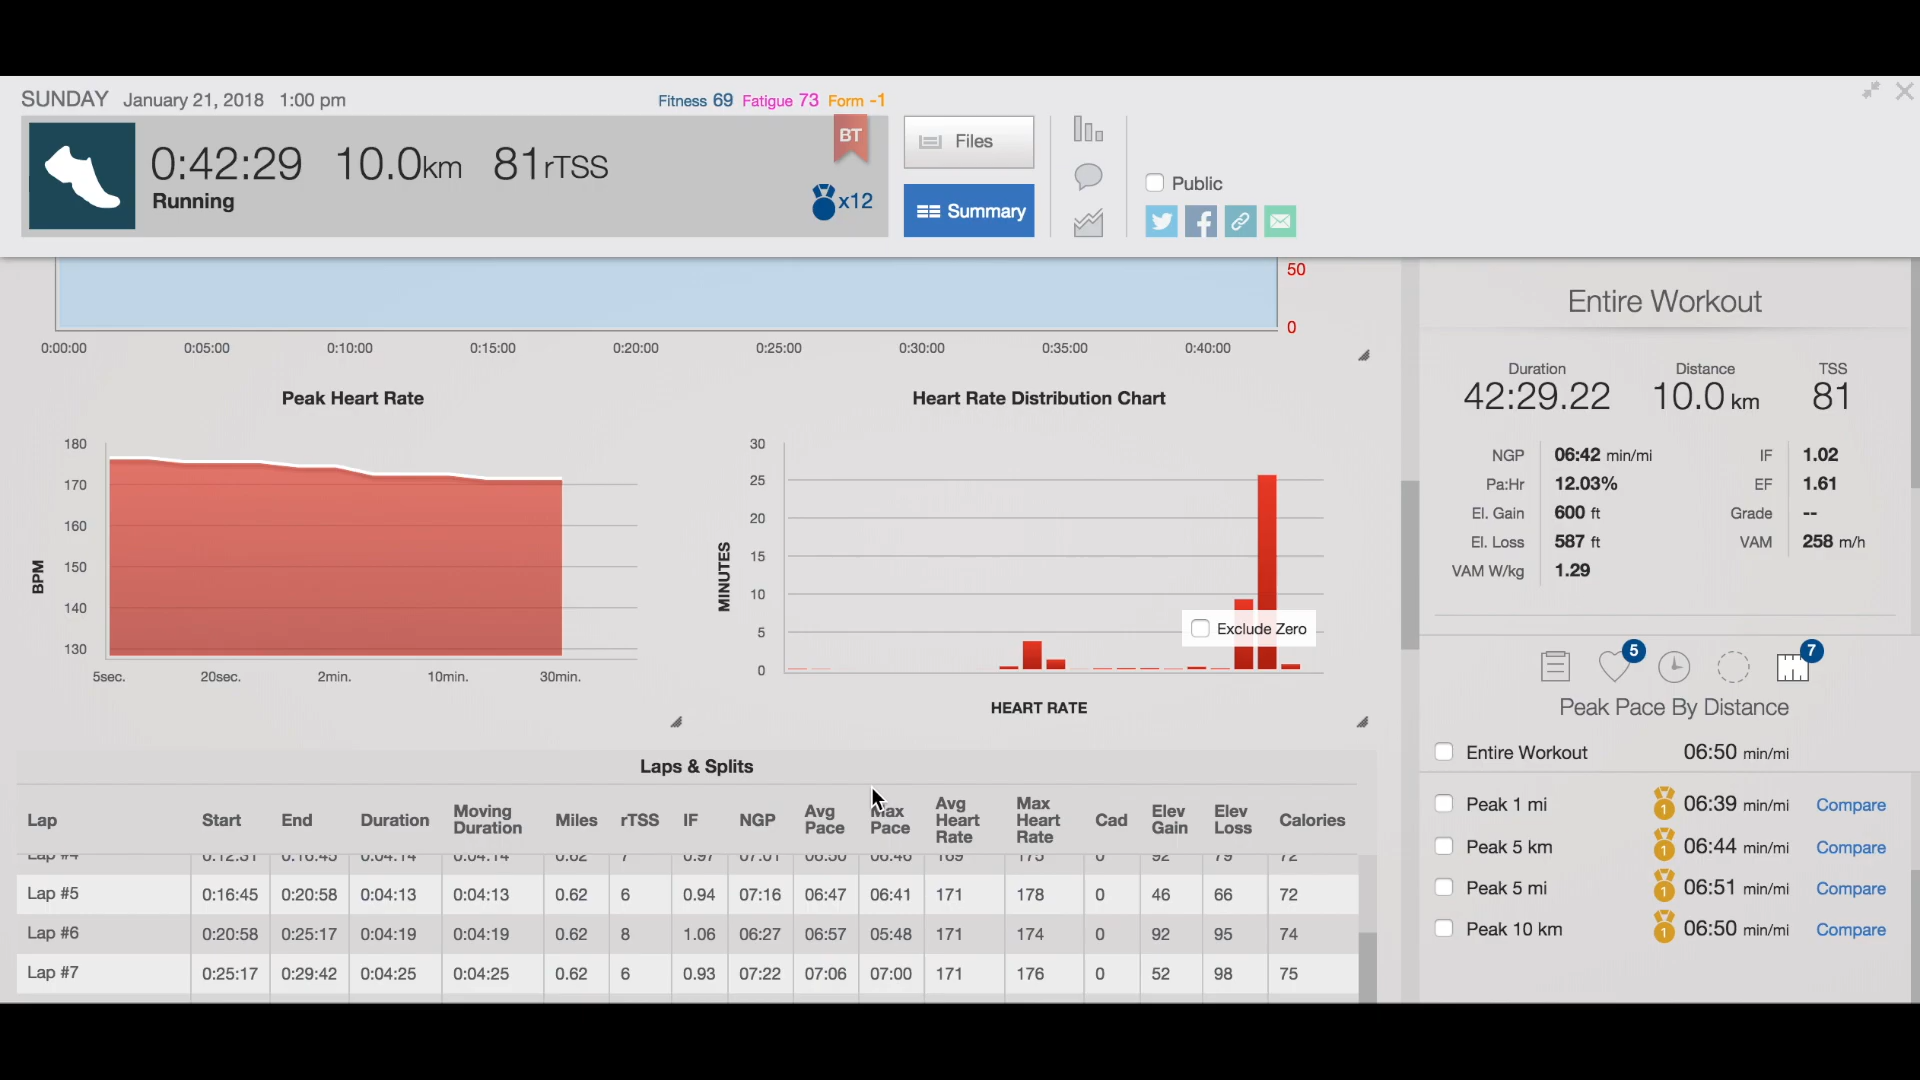 SUNDAY January 21, 2018 1:00 pm
Fitness 69 Fatigue 73 Form -1
0:42:29 10.0km 81rTSS
BT
Running
x12
Files
Summary
Public
50
0
0:00:00 0:05:00 0:10:00 0:15:00 0:20:00 0:25:00 0:30:00 0:35:00 0:40:00
Peak Heart Rate
180
170
160
150
140
130
BPM
5sec. 20sec. 2min. 10min. 30min.
Heart Rate Distribution Chart
30
25
20
15
10
5
0
MINUTES
Exclude Zero
HEART RATE
Laps & Splits
Lap Start End Duration Moving Duration Miles rTSS IF NGP Avg Pace Max Pace Avg Heart Rate Max Heart Rate Cad Elev Gain Elev Loss Calories
Lap #5 0:16:45 0:20:58 0:04:13 0:04:13 0.62 6 0.94 07:16 06:47 06:41 171 178 0 46 66 72
Lap #6 0:20:58 0:25:17 0:04:19 0:04:19 0.62 8 1.06 06:27 06:57 05:48 171 174 0 92 95 74
Lap #7 0:25:17 0:29:42 0:04:25 0:04:25 0.62 6 0.93 07:22 07:06 07:00 171 176 0 52 98 75
Entire Workout
Duration Distance TSS
42:29.22 10.0 km 81
NGP 06:42 min/mi IF 1.02
Pa:Hr 12.03% EF 1.61
El. Gain 600 ft Grade --
El. Loss 587 ft VAM 258 m/h
VAM W/kg 1.29
5
7
Peak Pace By Distance
Entire Workout 06:50 min/mi
Peak 1 mi 1 06:39 min/mi Compare
Peak 5 km 1 06:44 min/mi Compare
Peak 5 mi 1 06:51 min/mi Compare
Peak 10 km 1 06:50 min/mi Compare